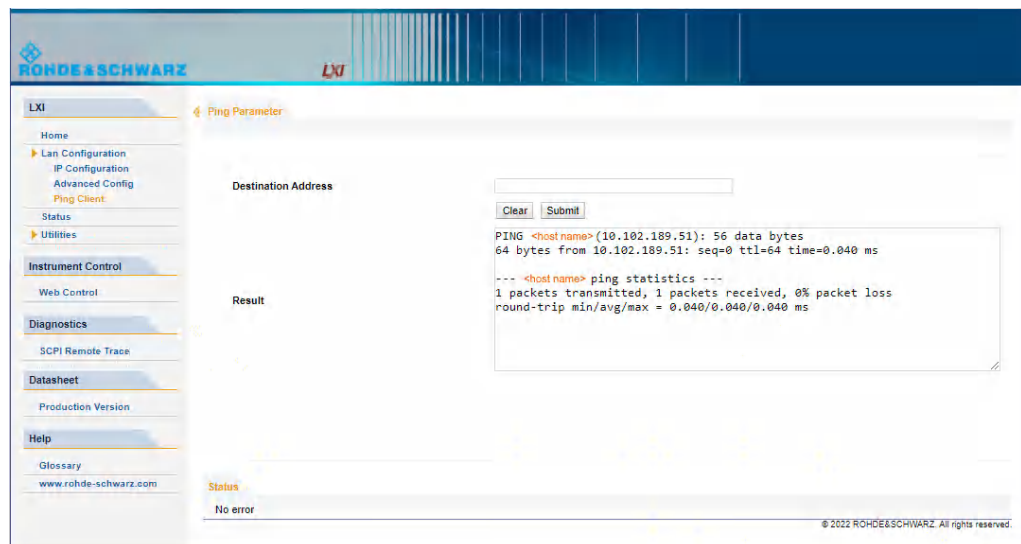 ROHDE&SCHWARZ
LXI
LXI
Home
Lan Configuration
IP Configuration
Advanced Config
Ping Client
Status
Utilities
Instrument Control
Web Control
Diagnostics
SCPI Remote Trace
Datasheet
Production Version
Help
Glossary
www.rohde-schwarz.com
Ping Parameter
Destination Address
Clear Submit
Result
PING <host name> (10.102.189.51): 56 data bytes
64 bytes from 10.102.189.51: seq=0 ttl=64 time=0.040 ms
--- <host name> ping statistics ---
1 packets transmitted, 1 packets received, 0% packet loss
round-trip min/avg/max = 0.040/0.040/0.040 ms
Status
No error
© 2022 ROHDE&SCHWARZ. All rights reserved.